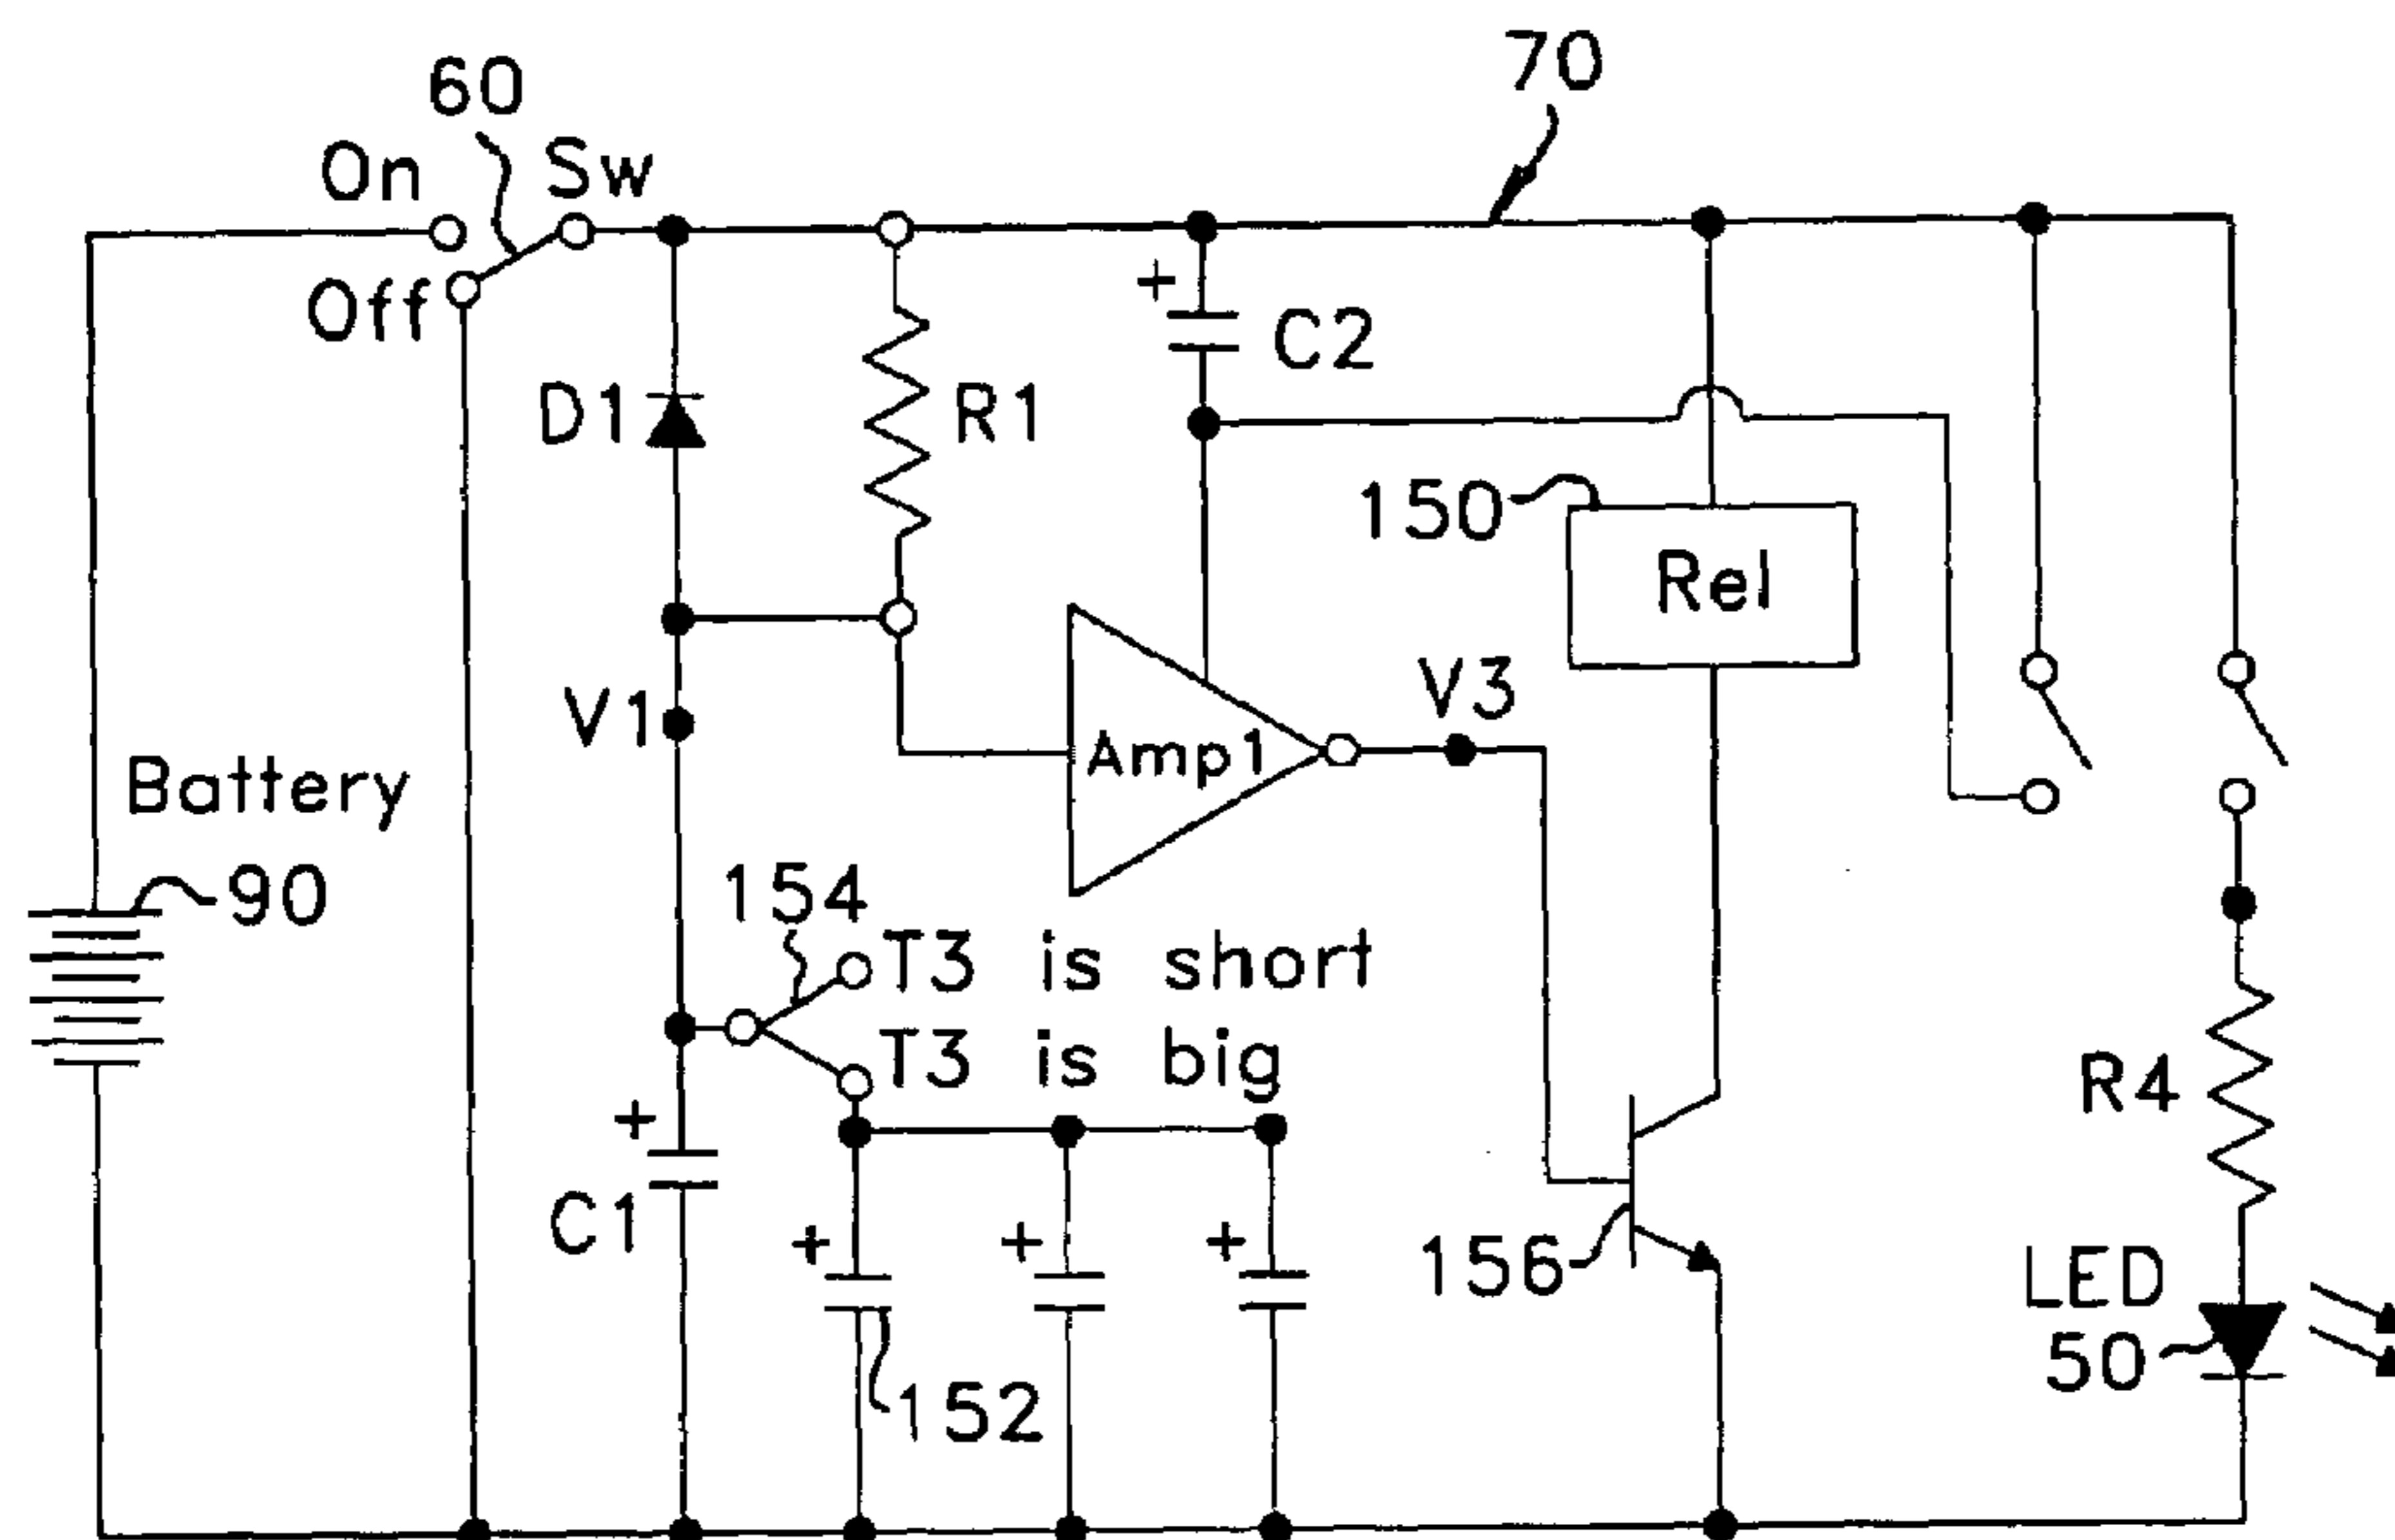 60
70
On
Sw
Off
+
C2
D1
R1
150
Rel
V1
V3
Amp1
Battery
90
154
T3 is short
T3 is big
R4
+
C1
+
+
+
156
LED
50
152